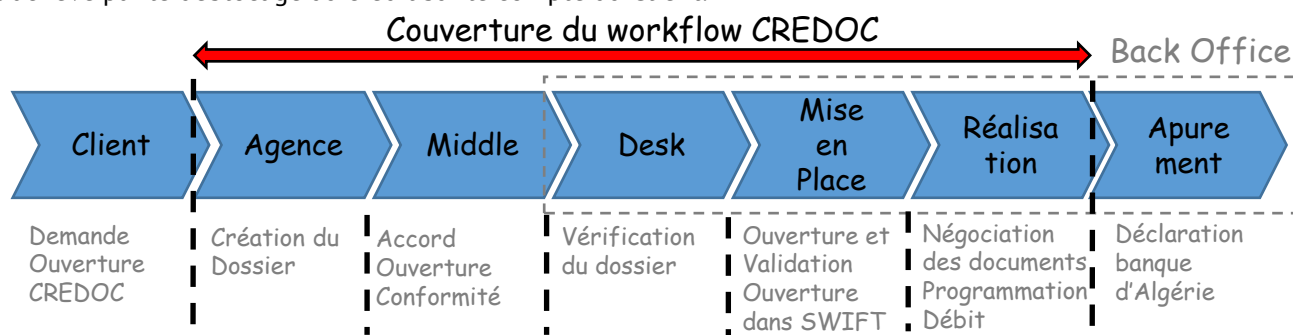 Couverture du workflow CREDOC
Back Office
Client
Agence
Middle
Desk
Mise
en
Place
Réalisa
tion
Apure
ment
Demande
Ouverture
CREDOC
Création du
Dossier
Accord
Ouverture
Conformité
Vérification
du dossier
Ouverture et
Validation
Ouverture
dans SWIFT
Négociation
des documents
Programmation
Débit
Déclaration
banque
d'Algérie